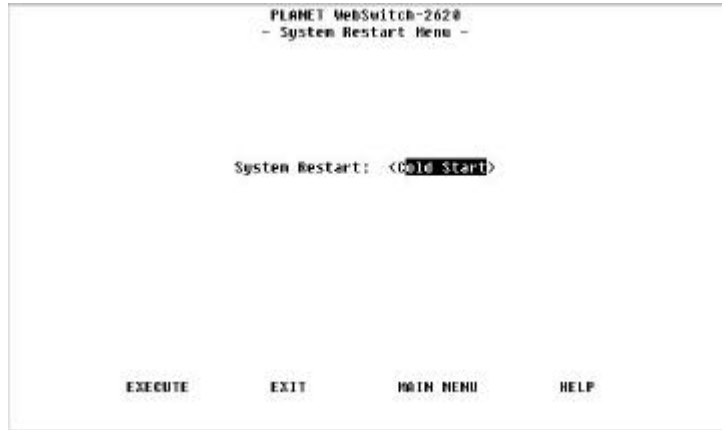 PLANET WebSwitch-2620
- System Restart Menu -
System Restart: <Cold Start>
EXECUTE EXIT MAIN MENU HELP